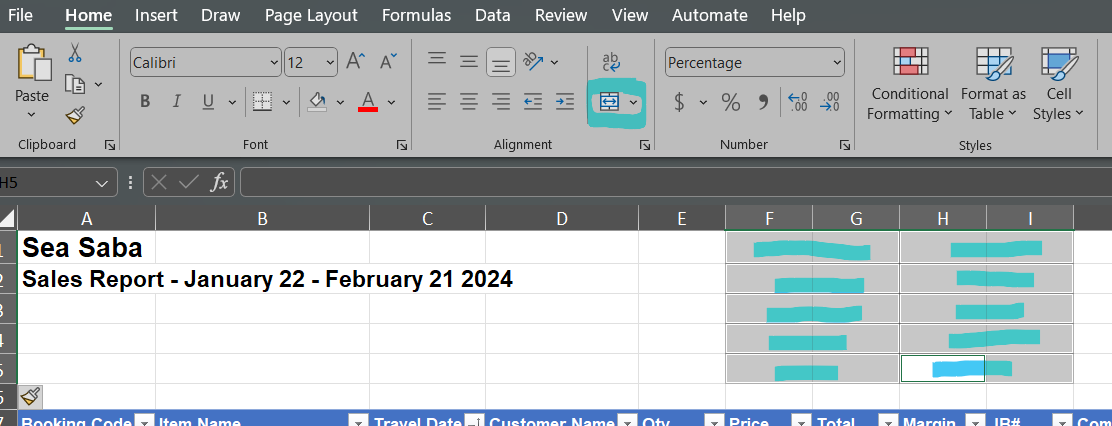 File Home Insert Draw Page Layout Formulas Data Review View Automate Help
Calibri 12 A A ab Percentage
Paste B I U A $ % .00 .00 Conditional Formatting Format as Table Cell Styles
Clipboard Font Alignment Number Styles
H5 fx
A B C D E F G H I
1 Sea Saba
2 Sales Report - January 22 - February 21 2024
3
4
5
6
7 Booking Code Item Name Travel Date Customer Name Qty Price Total Margin